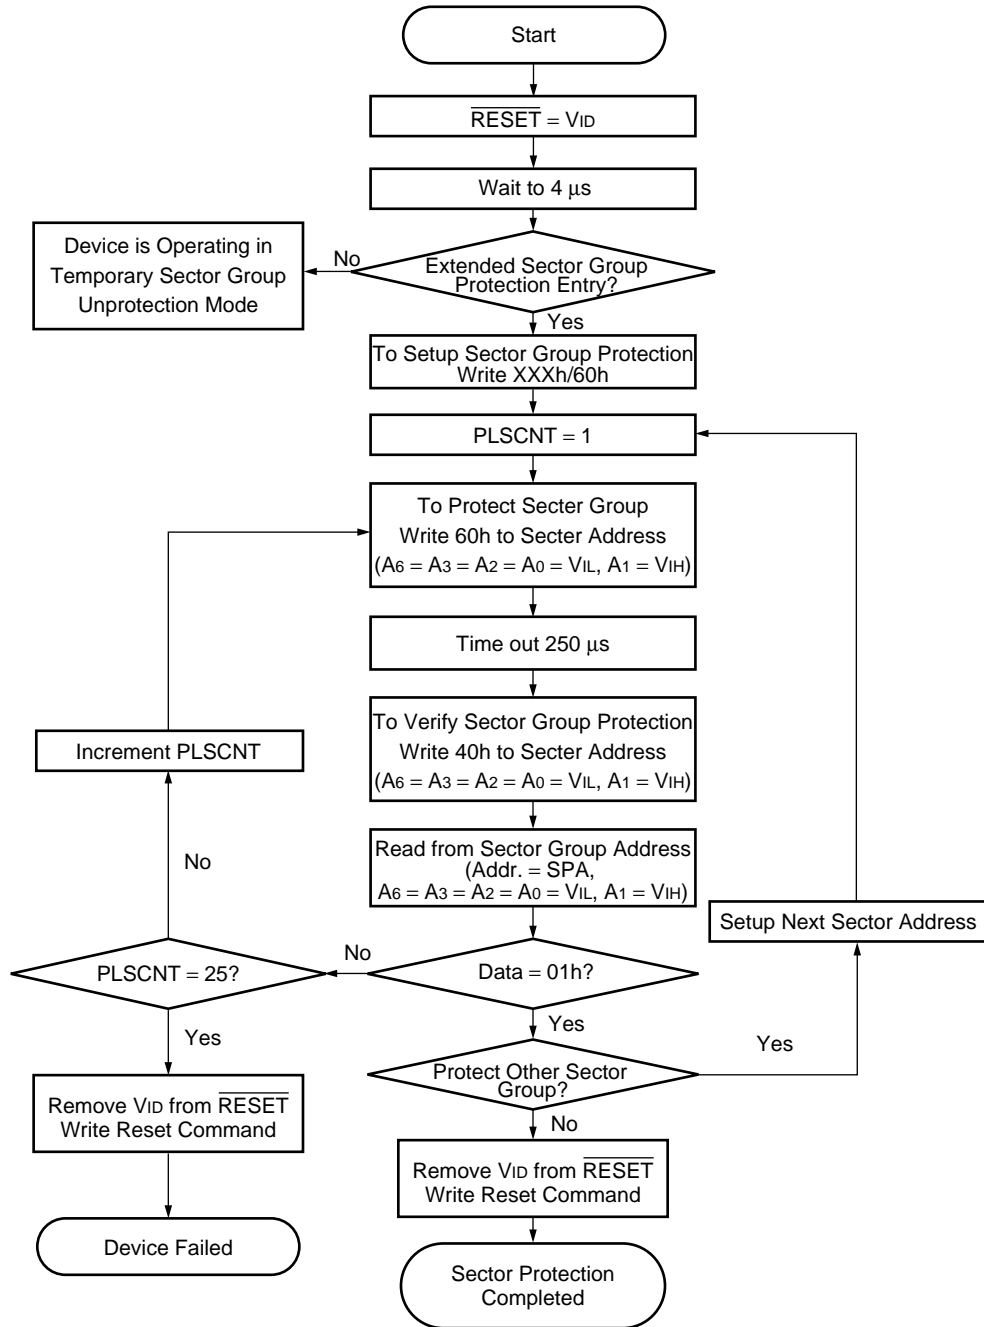 Start
RESET = VID
Wait to 4 μs
Device is Operating in
Temporary Sector Group
Unprotection Mode
No
Extended Sector Group
Protection Entry?
Yes
To Setup Sector Group Protection
Write XXXh/60h
PLSCNT = 1
To Protect Secter Group
Write 60h to Secter Address
(A6 = A3 = A2 = A0 = VIL, A1 = VIH)
Time out 250 μs
To Verify Sector Group Protection
Write 40h to Secter Address
(A6 = A3 = A2 = A0 = VIL, A1 = VIH)
Increment PLSCNT
Read from Sector Group Address
(Addr. = SPA,
A6 = A3 = A2 = A0 = VIL, A1 = VIH)
No
Setup Next Sector Address
PLSCNT = 25?
No
Data = 01h?
Yes
Yes
Yes
Protect Other Sector
Group?
No
Remove VID from RESET
Write Reset Command
Remove VID from RESET
Write Reset Command
Device Failed
Sector Protection
Completed